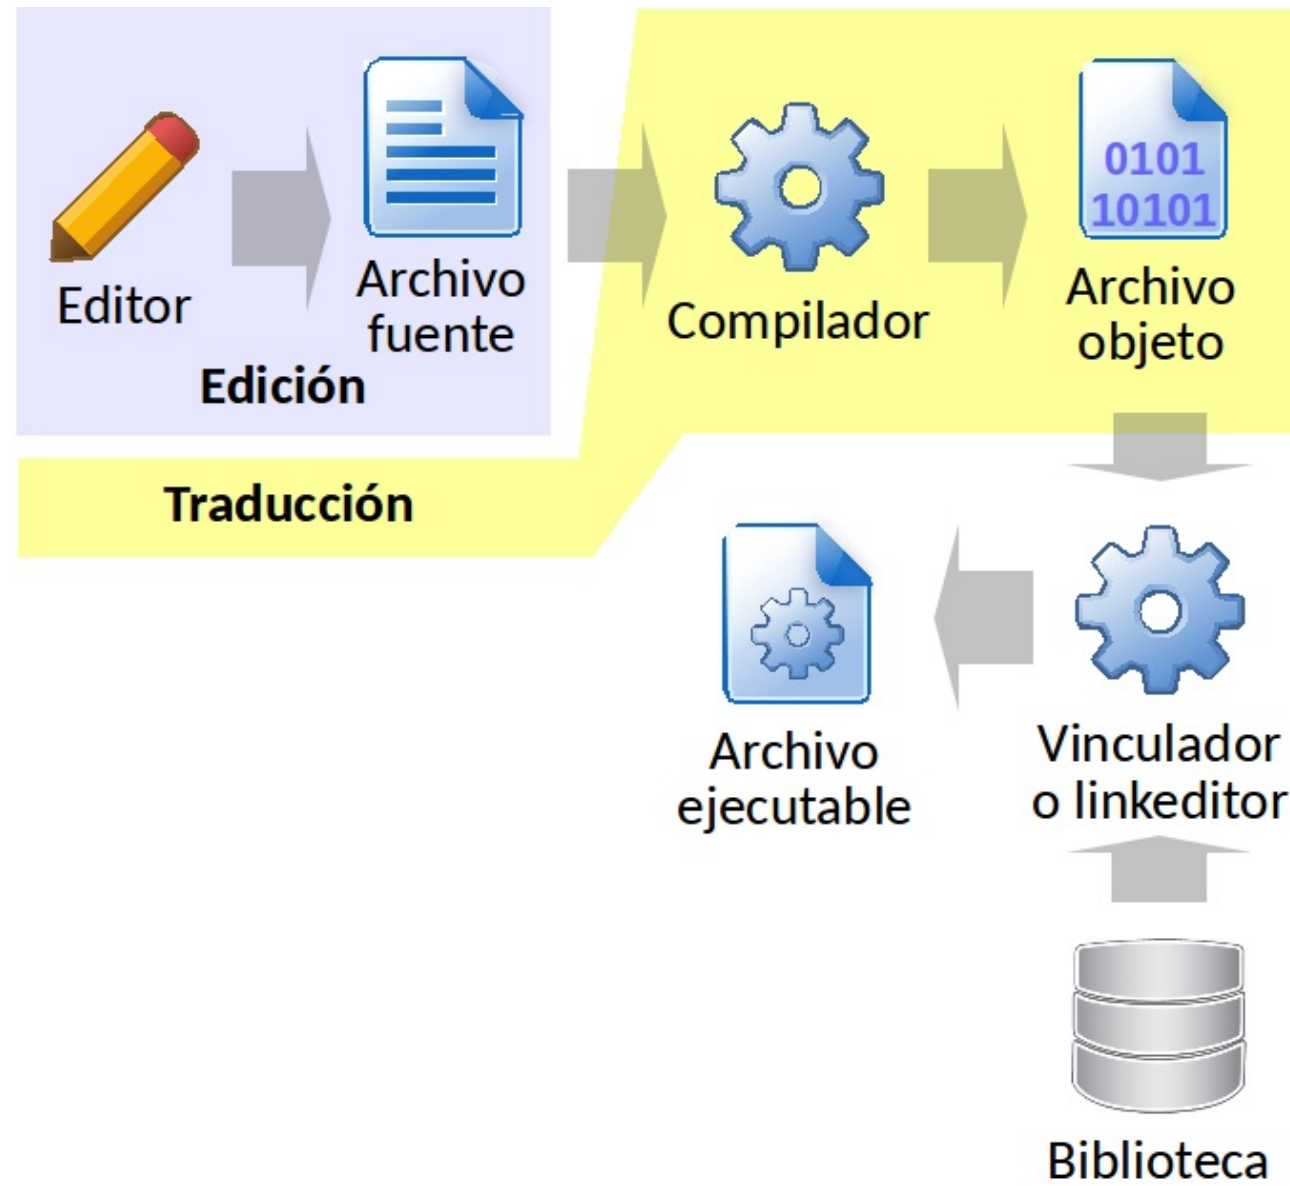 Editor
Archivo
fuente
Edición
Compilador
0101
10101
Archivo
objeto
Traducción
Archivo
ejecutable
Vinculador
o linkeditor
Biblioteca